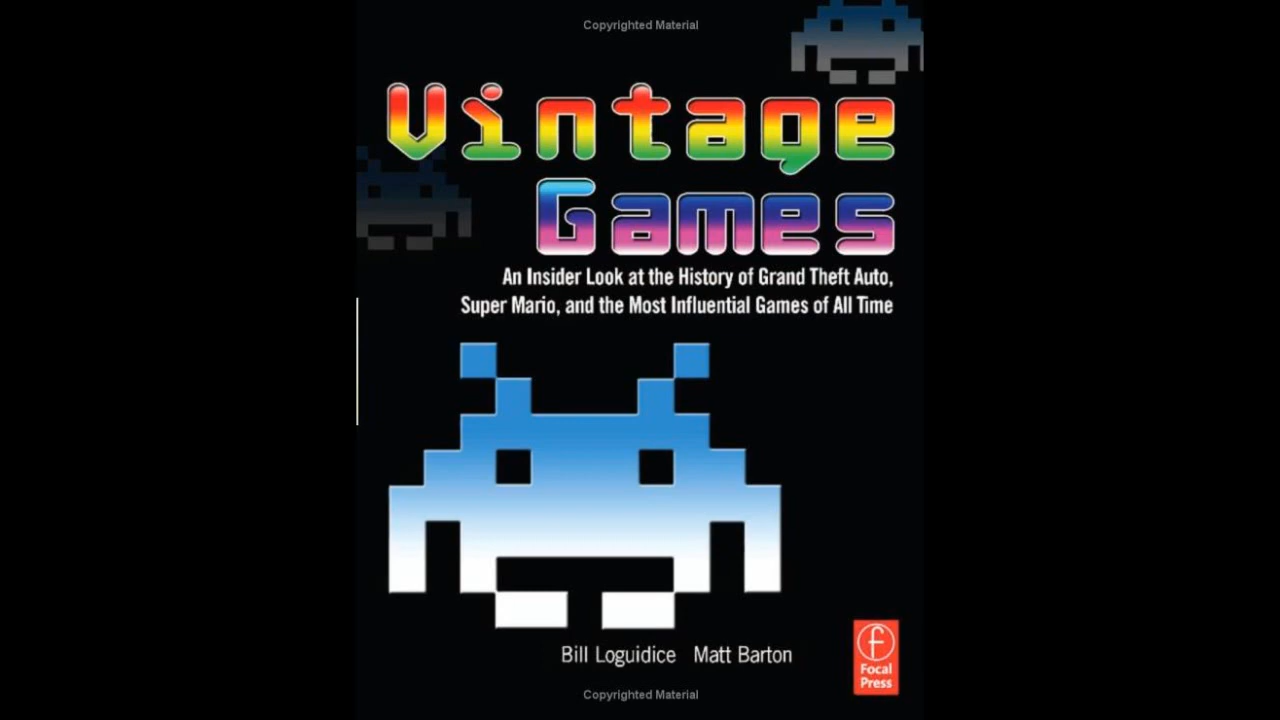 Copyrighted Material
Vintage
Games
An Insider Look at the History of Grand Theft Auto,
Super Mario, and the Most Influential Games of All Time
Bill Loguidice Matt Barton
f
Focal
Press
Copyrighted Material